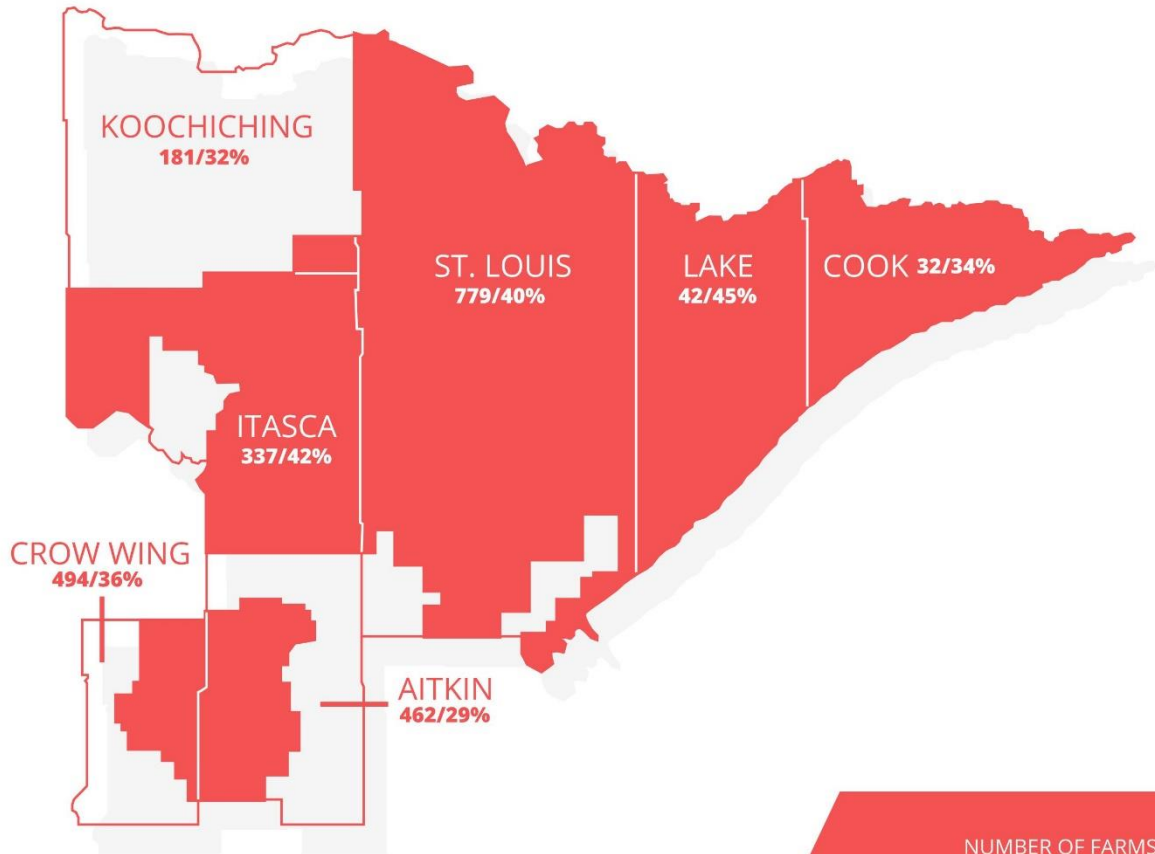 KOOCHICHING
181/32%
ST. LOUIS
779/40%
LAKE
42/45%
COOK 32/34%
ITASCA
337/42%
CROW WING
494/36%
AITKIN
462/29%
NUMBER OF FARMS